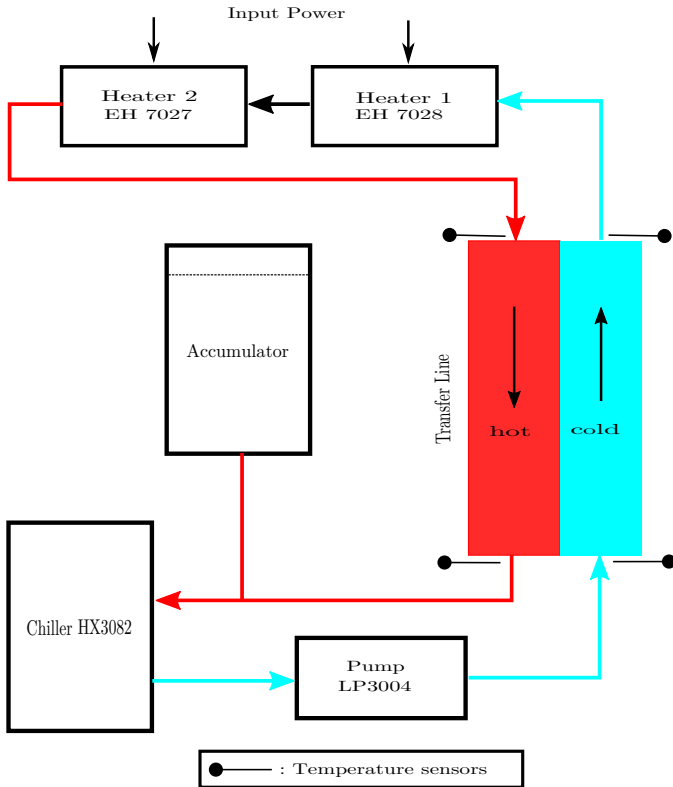 Input Power
Heater 2
EH 7027
Heater 1
EH 7028
Accumulator
Transfer Line
hot
cold
Chiller HX3082
Pump
LP3004
: Temperature sensors